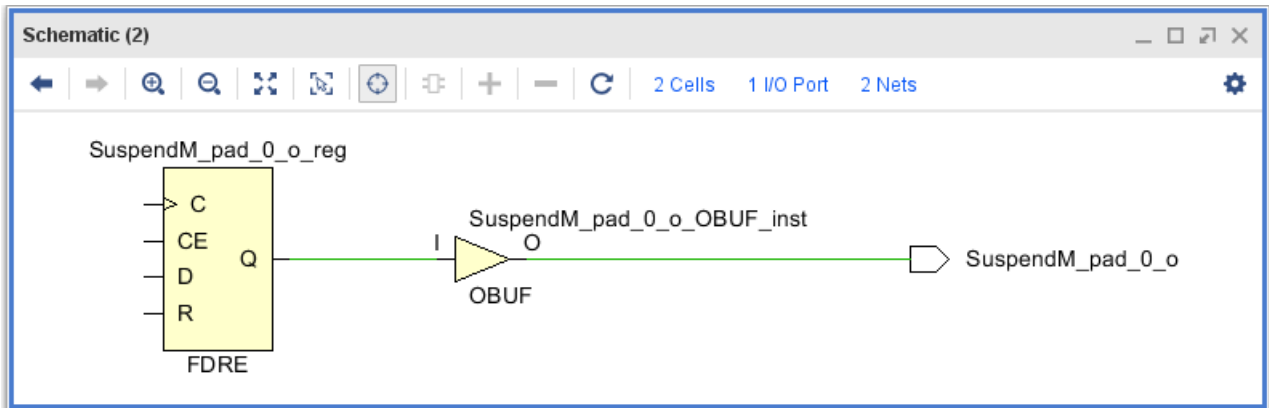 Schematic (2)
2 Cells 1 I/O Port 2 Nets
SuspendM_pad_0_o_reg
C
CE
D
R
Q
FDRE
SuspendM_pad_0_o_OBUF_inst
I
O
OBUF
SuspendM_pad_0_o